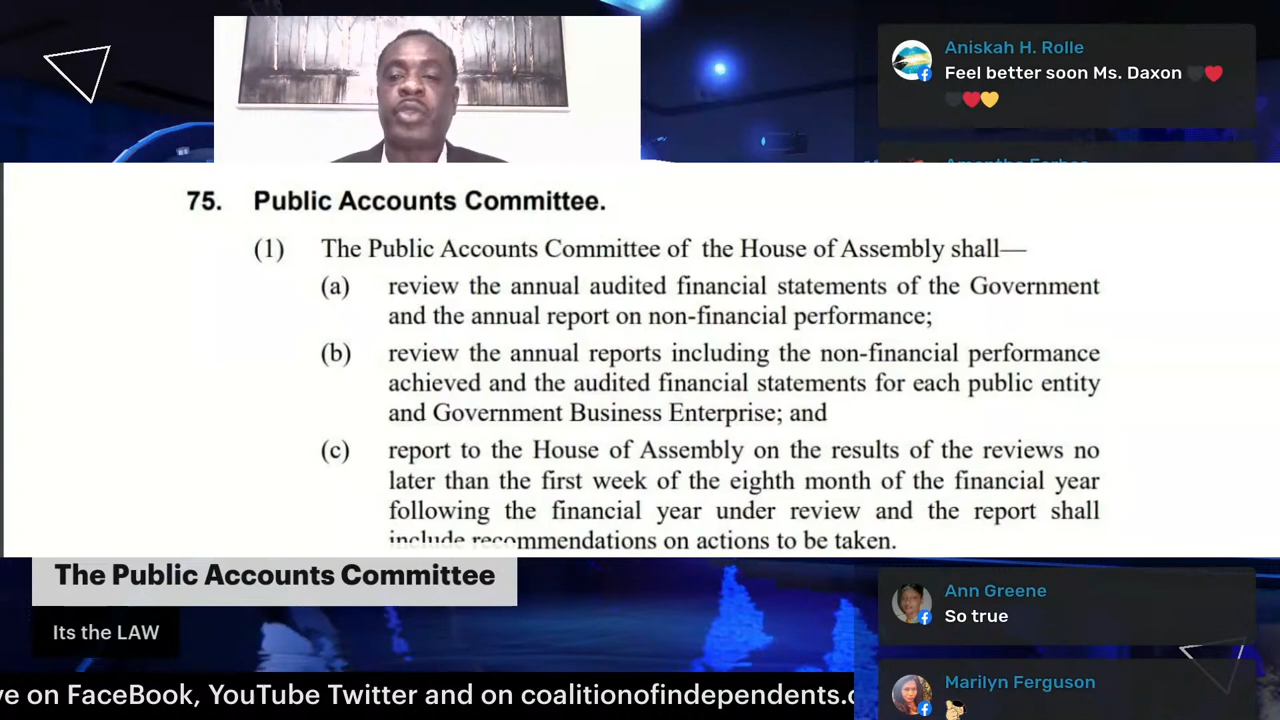 Aniskah H. Rolle
Feel better soon Ms. Daxon 🖤❤️
🖤❤️💛
75. Public Accounts Committee.
(1) The Public Accounts Committee of the House of Assembly shall—
(a) review the annual audited financial statements of the Government
and the annual report on non-financial performance;
(b) review the annual reports including the non-financial performance
achieved and the audited financial statements for each public entity
and Government Business Enterprise; and
(c) report to the House of Assembly on the results of the reviews no
later than the first week of the eighth month of the financial year
following the financial year under review and the report shall
include recommendations on actions to be taken.
The Public Accounts Committee
Its the LAW
Ann Greene
So true
Marilyn Ferguson
on FaceBook, YouTube Twitter and on coalitionofindependents.